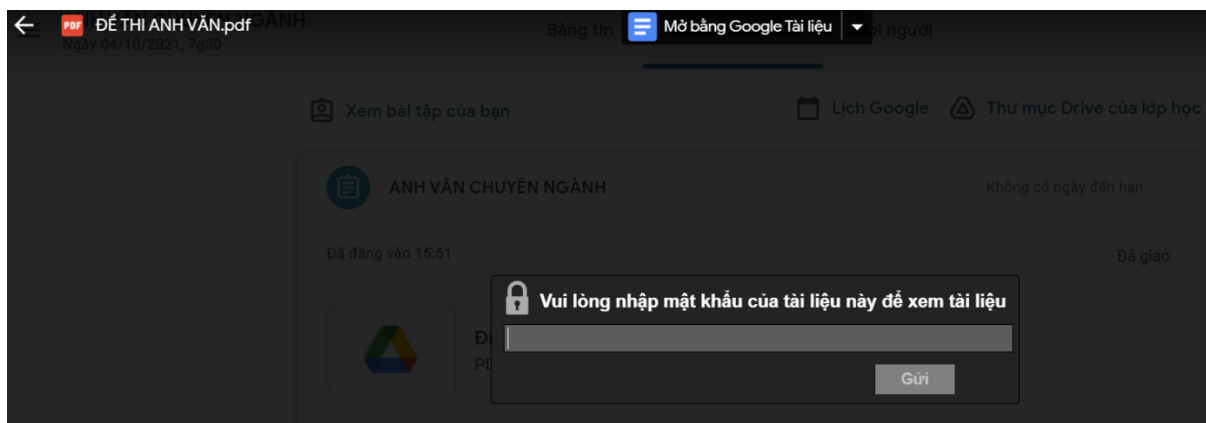 ĐỀ THI ANH VĂN.pdf
Mở bằng Google Tài liệu
Ngày 04/10/2021, 7g30
Bảng tin
ọi người
Xem bài tập của bạn
Lịch Google
Thư mục Drive của lớp học
ANH VĂN CHUYÊN NGÀNH
Không có ngày đến hạn
Đã đăng vào 15:51
Đã giao
Vui lòng nhập mật khẩu của tài liệu này để xem tài liệu
Gửi